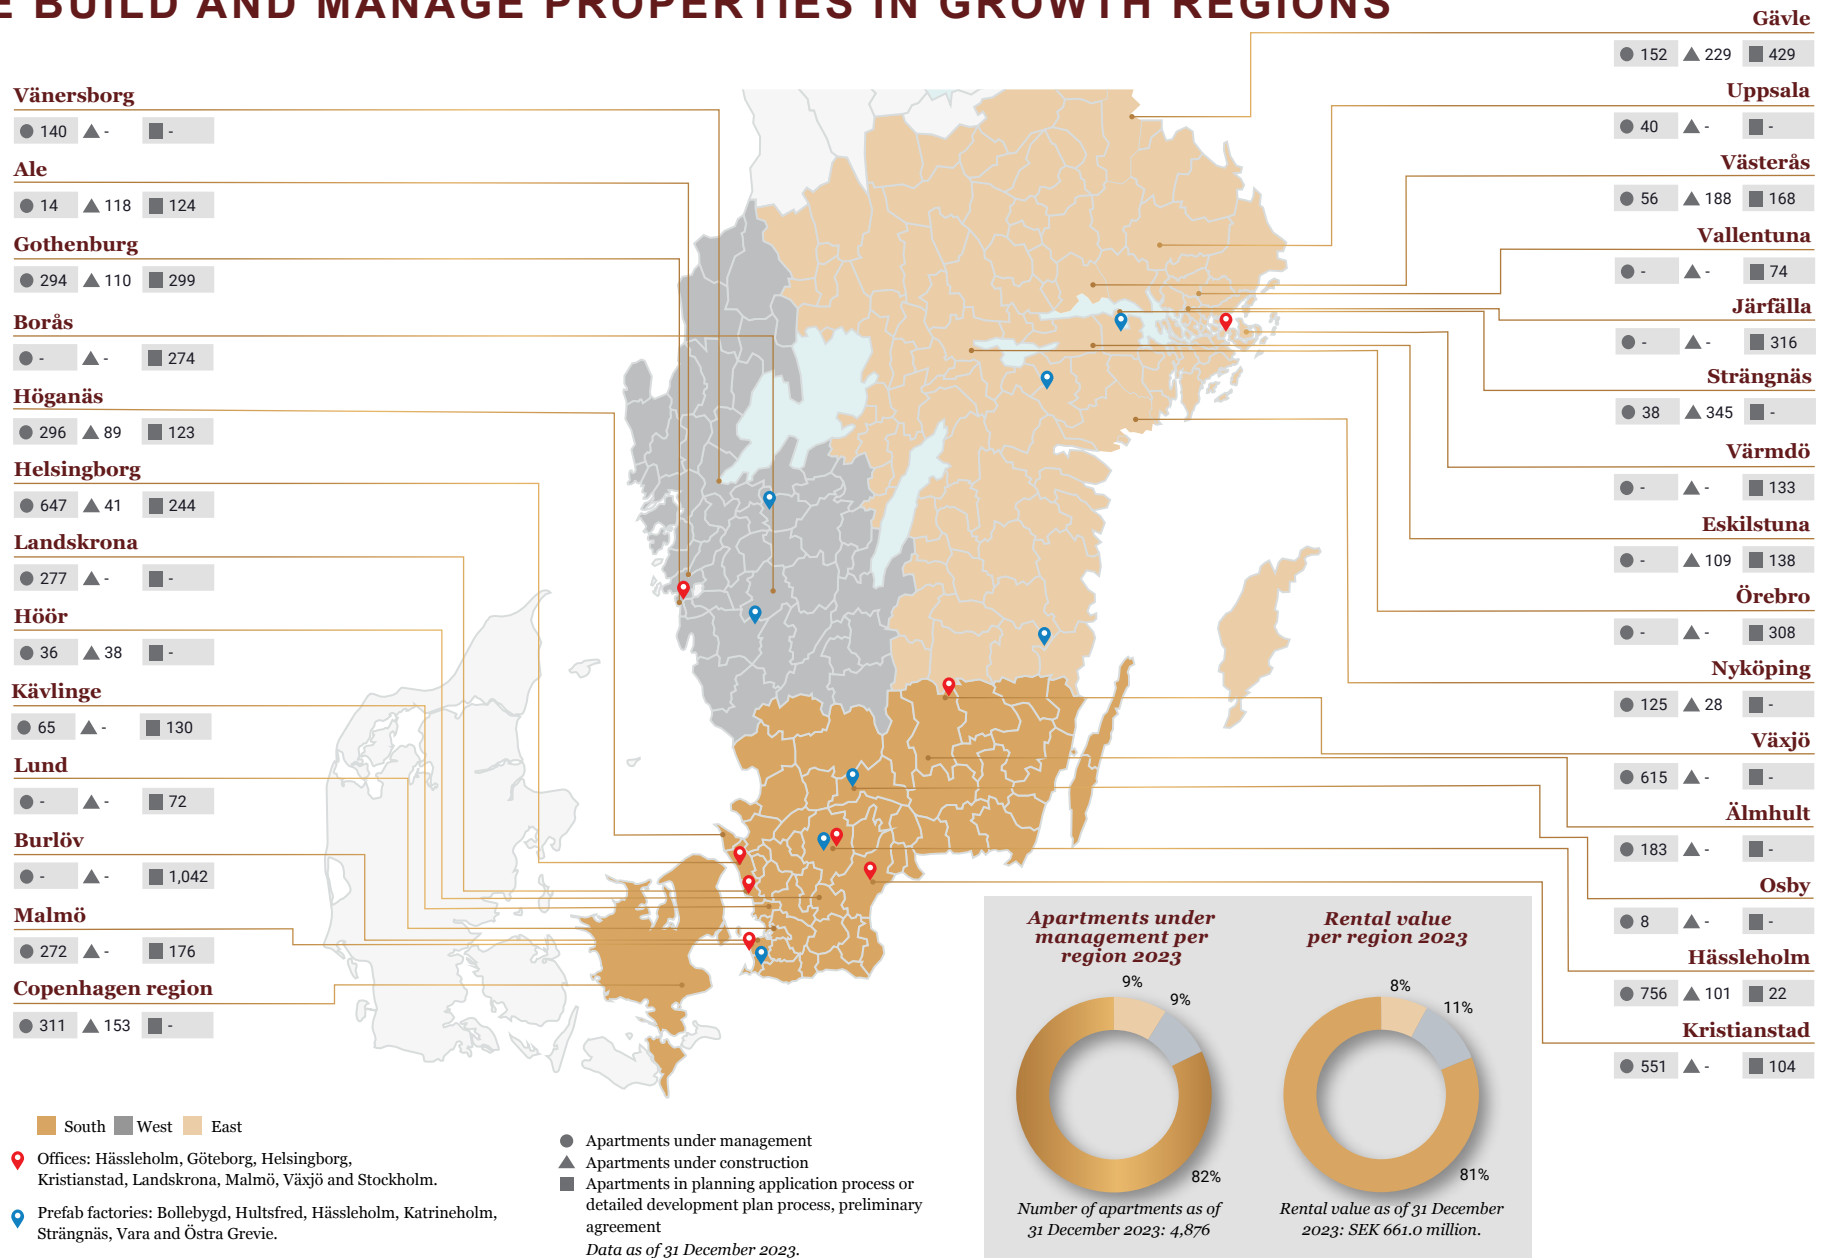 E BUILD AND MANAGE PROPERTIES IN GROWTH REGIONS
Vänersborg
140 - -
Ale
14 118 124
Gothenburg
294 110 299
Borås
- - 274
Höganäs
296 89 123
Helsingborg
647 41 244
Landskrona
277 - -
Höör
36 38 -
Kävlinge
65 - 130
Lund
- - 72
Burlöv
- - 1,042
Malmö
272 - 176
Copenhagen region
311 153 -
Gävle
152 229 429
Uppsala
40 - -
Västerås
56 188 168
Vallentuna
- - 74
Järfälla
- - 316
Strängnäs
38 345 -
Värmdö
- - 133
Eskilstuna
- 109 138
Örebro
- - 308
Nyköping
125 28 -
Växjö
615 - -
Älmhult
183 - -
Osby
8 - -
Hässleholm
756 101 22
Kristianstad
551 - 104
South West East
Offices: Hässleholm, Göteborg, Helsingborg,
Kristianstad, Landskrona, Malmö, Växjö and Stockholm.
Prefab factories: Bollebygd, Hultsfred, Hässleholm, Katrineholm,
Strängnäs, Vara and Östra Grevie.
Apartments under management
Apartments under construction
Apartments in planning application process or
detailed development plan process, preliminary
agreement
Data as of 31 December 2023.
Apartments under
management per
region 2023
9%
9%
82%
Number of apartments as of
31 December 2023: 4,876
Rental value
per region 2023
8%
11%
81%
Rental value as of 31 December
2023: SEK 661.0 million.